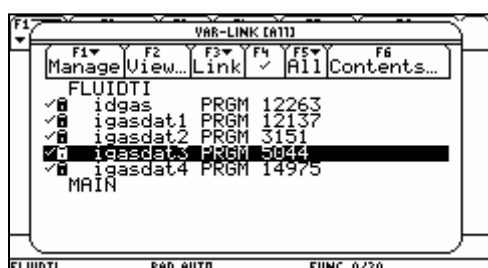 F1
VAR-LINK [All]
F1▼ F2 F3▼ F4 F5▼ F6
Manage View... Link ✓ All Contents...
FLUIDTI
✓ idgas PRGM 12263
✓ igasdat1 PRGM 12137
✓ igasdat2 PRGM 3151
✓ igasdat3 PRGM 5044
✓ igasdat4 PRGM 14975
MAIN
FLUIDTI RAD AUTO FUNC 0/30